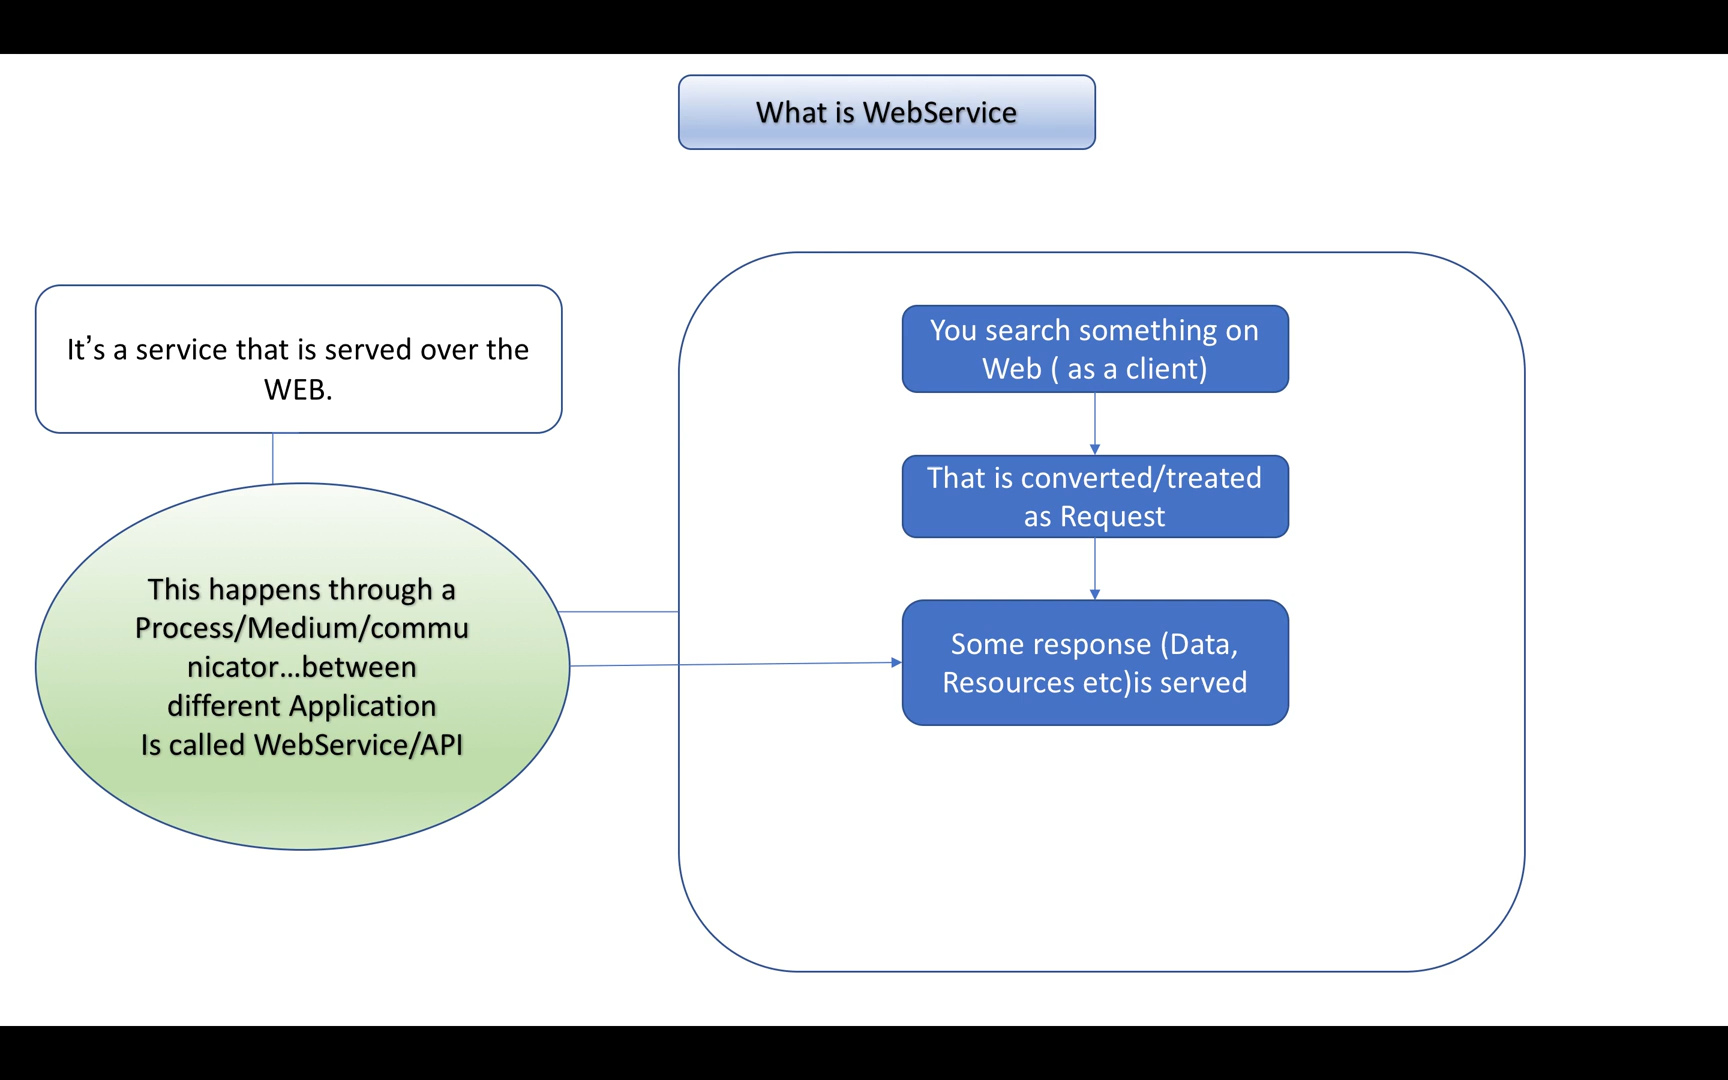 What is WebService
It’s a service that is served over the
WEB.
This happens through a
Process/Medium/commu
nicator...between
different Application
Is called WebService/API
You search something on
Web ( as a client)
That is converted/treated
as Request
Some response (Data,
Resources etc)is served